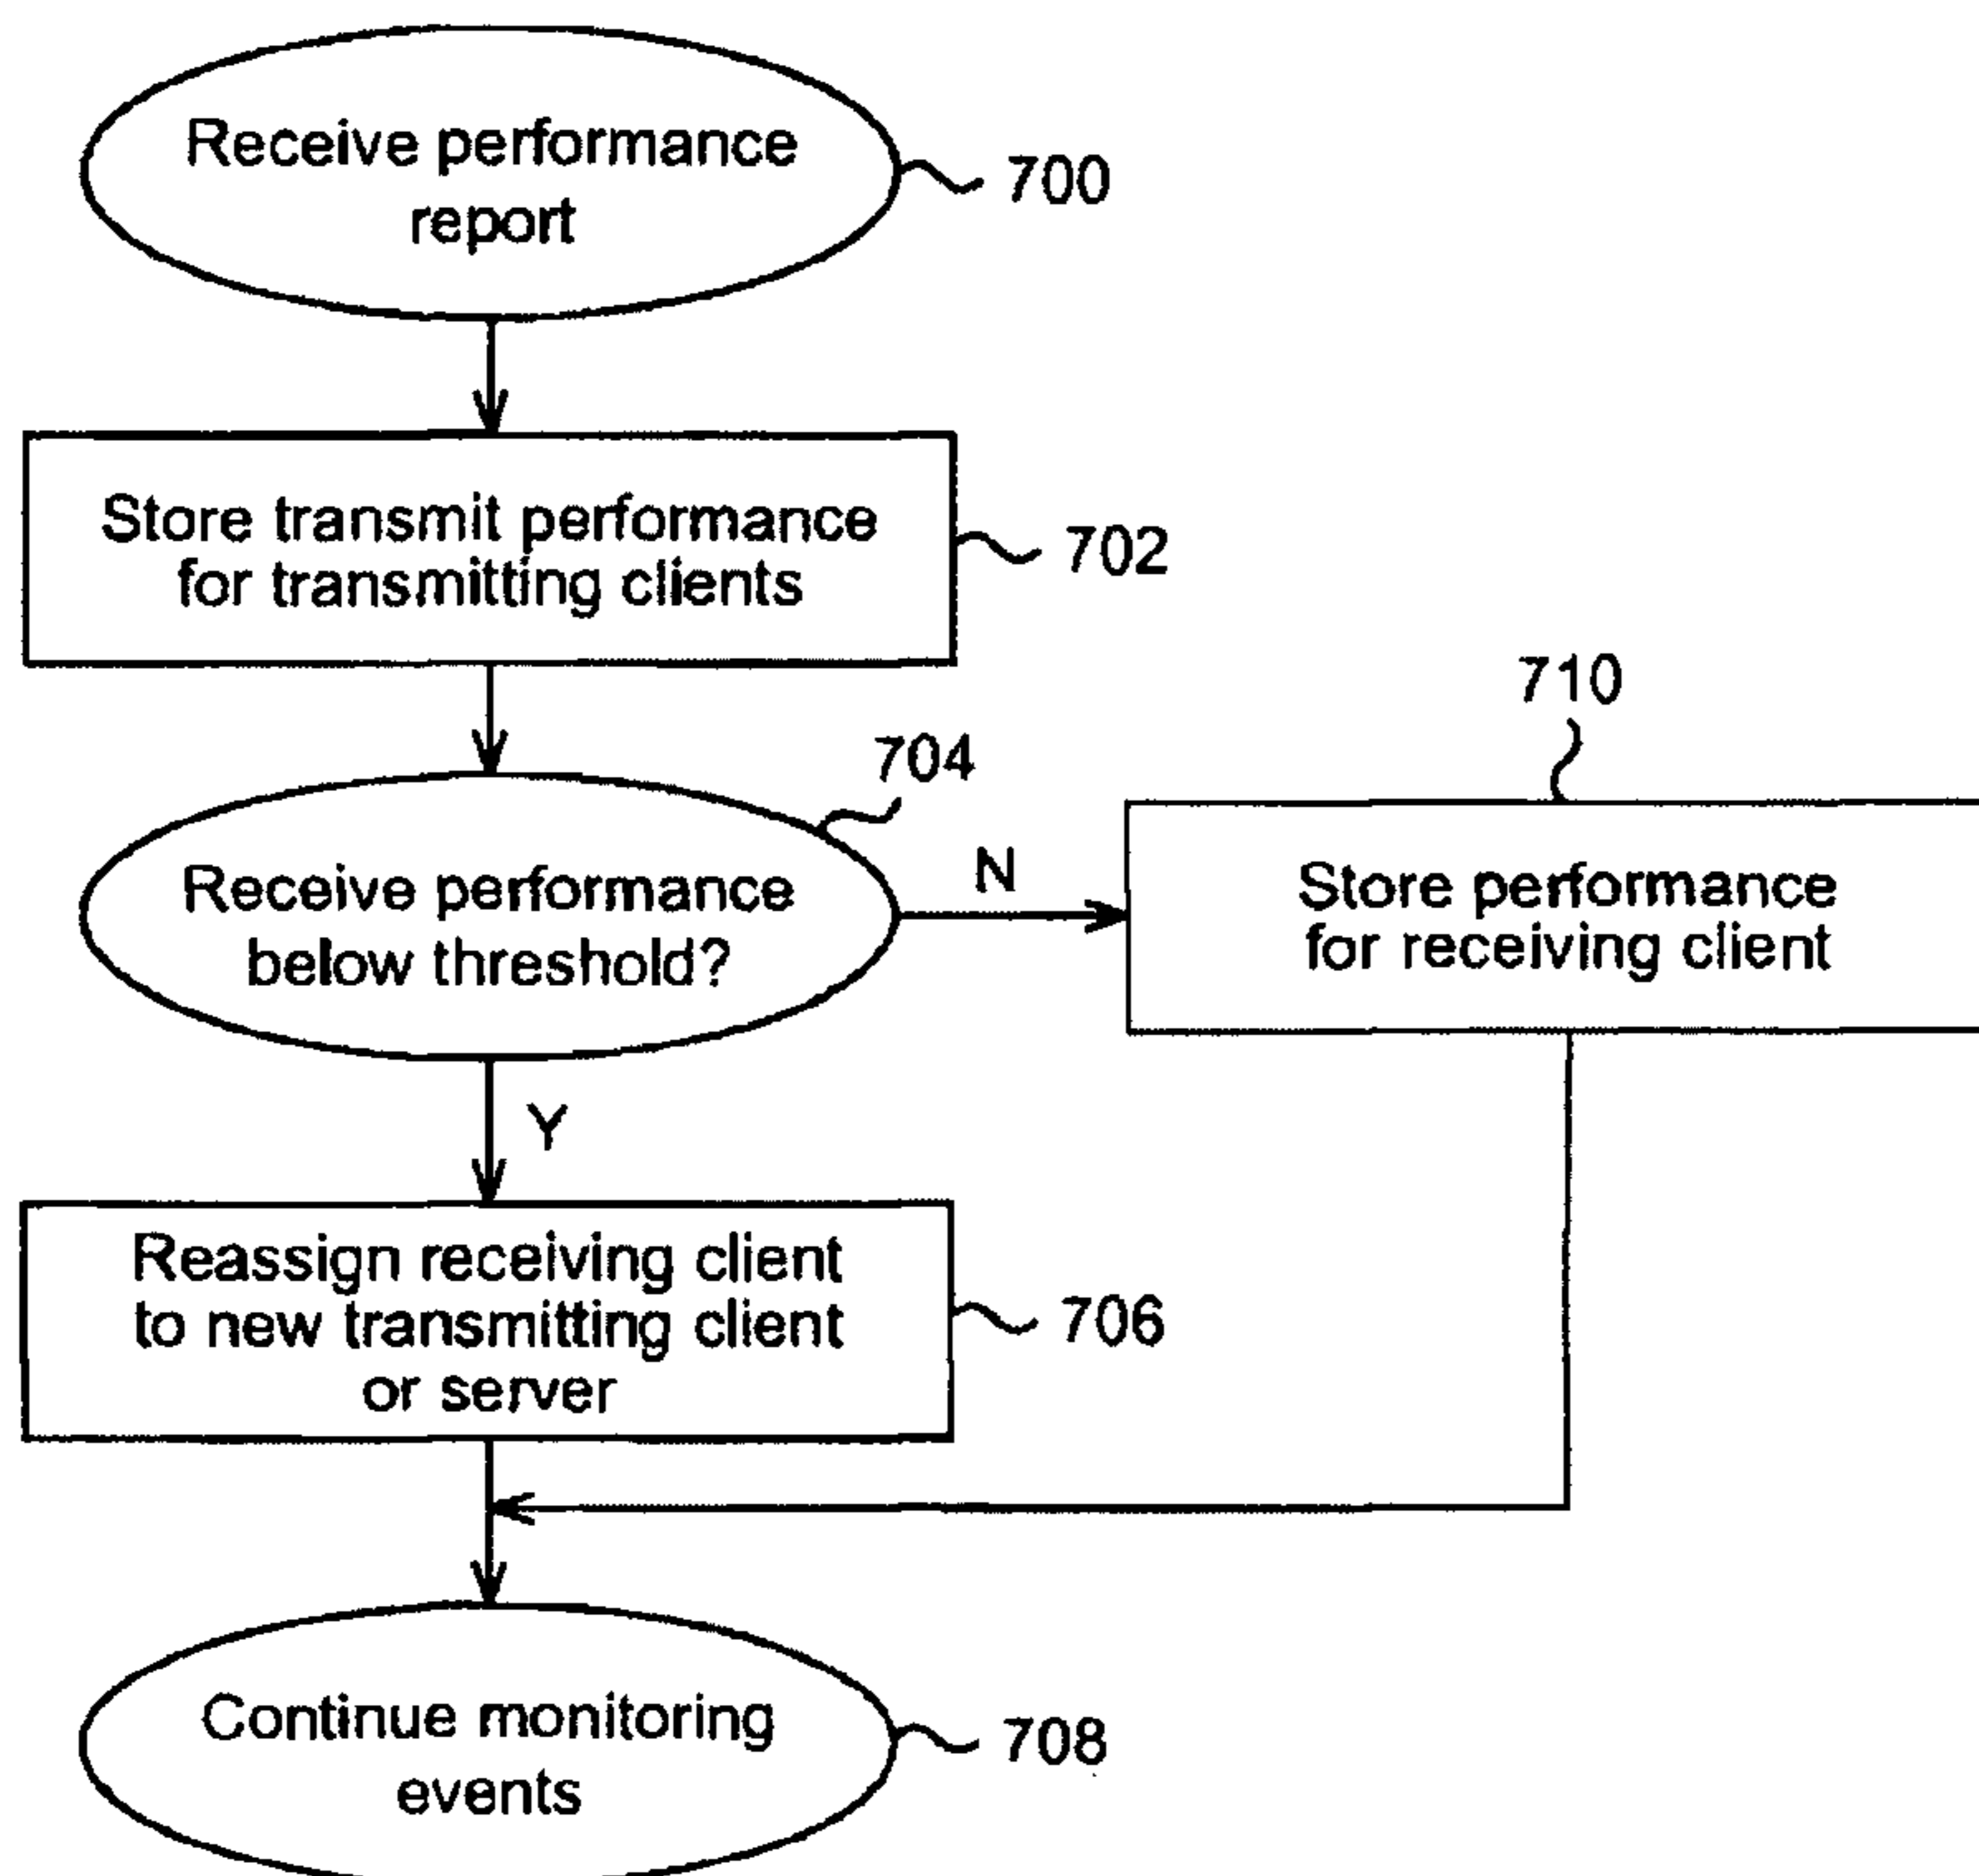 Receive performance
report
700
Store transmit performance
for transmitting clients
702
704
710
Receive performance
below threshold?
N
Store performance
for receiving client
Y
Reassign receiving client
to new transmitting client
or server
706
Continue monitoring
events
708